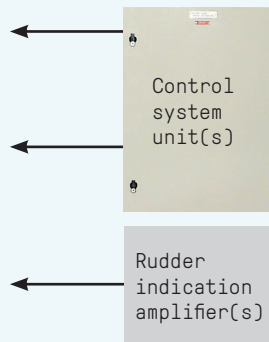 Control
system
unit(s)
Rudder
indication
amplifier(s)